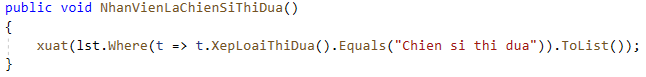 public void NhanVienLaChienSiThiDua()
{
    xuat(lst.Where(t => t.XepLoaiThiDua().Equals("Chien si thi dua")).ToList());
}